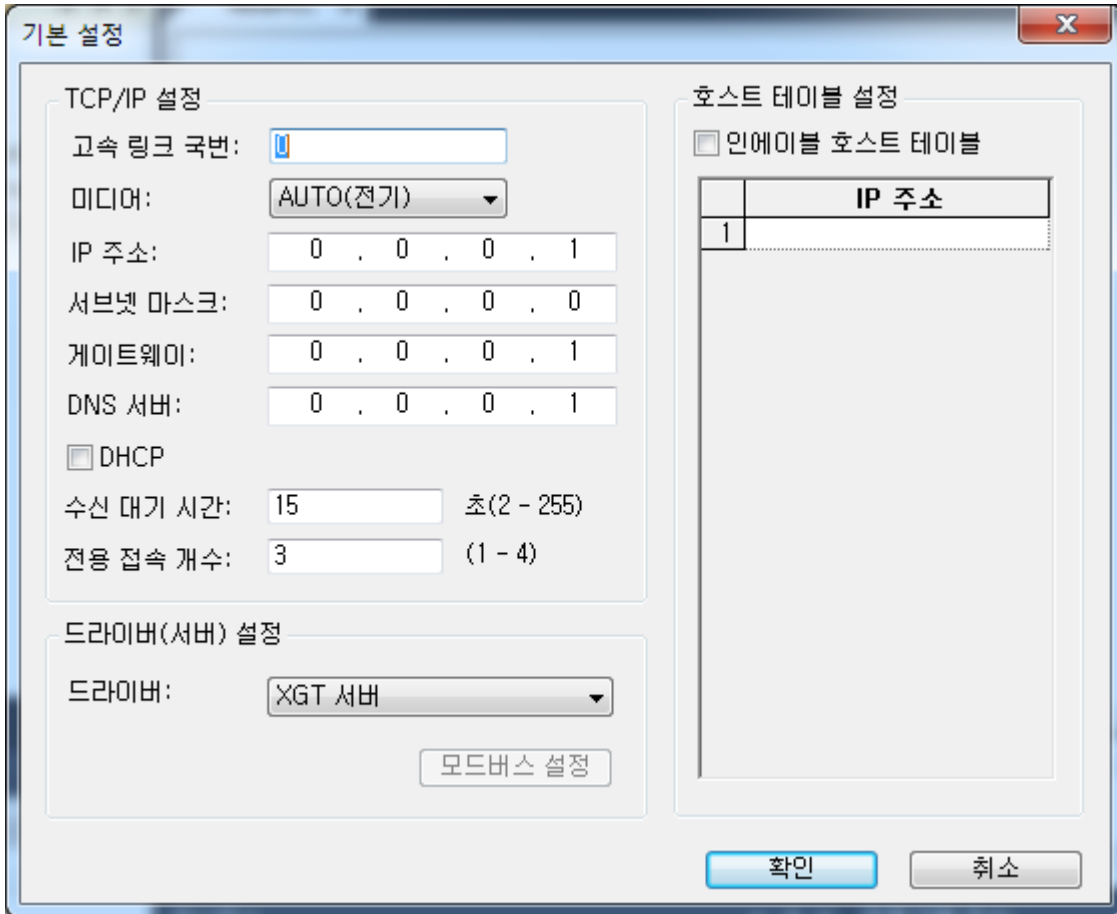 기본 설정
TCP/IP 설정
고속 링크 국번: 0
미디어: AUTO(전기)
IP 주소: 0 . 0 . 0 . 1
서브넷 마스크: 0 . 0 . 0 . 0
게이트웨이: 0 . 0 . 0 . 1
DNS 서버: 0 . 0 . 0 . 1
DHCP
수신 대기 시간: 15 초(2 - 255)
전용 접속 개수: 3 (1 - 4)
드라이버(서버) 설정
드라이버: XGT 서버
모드버스 설정
호스트 테이블 설정
인에이블 호스트 테이블
IP 주소
1
확인 취소